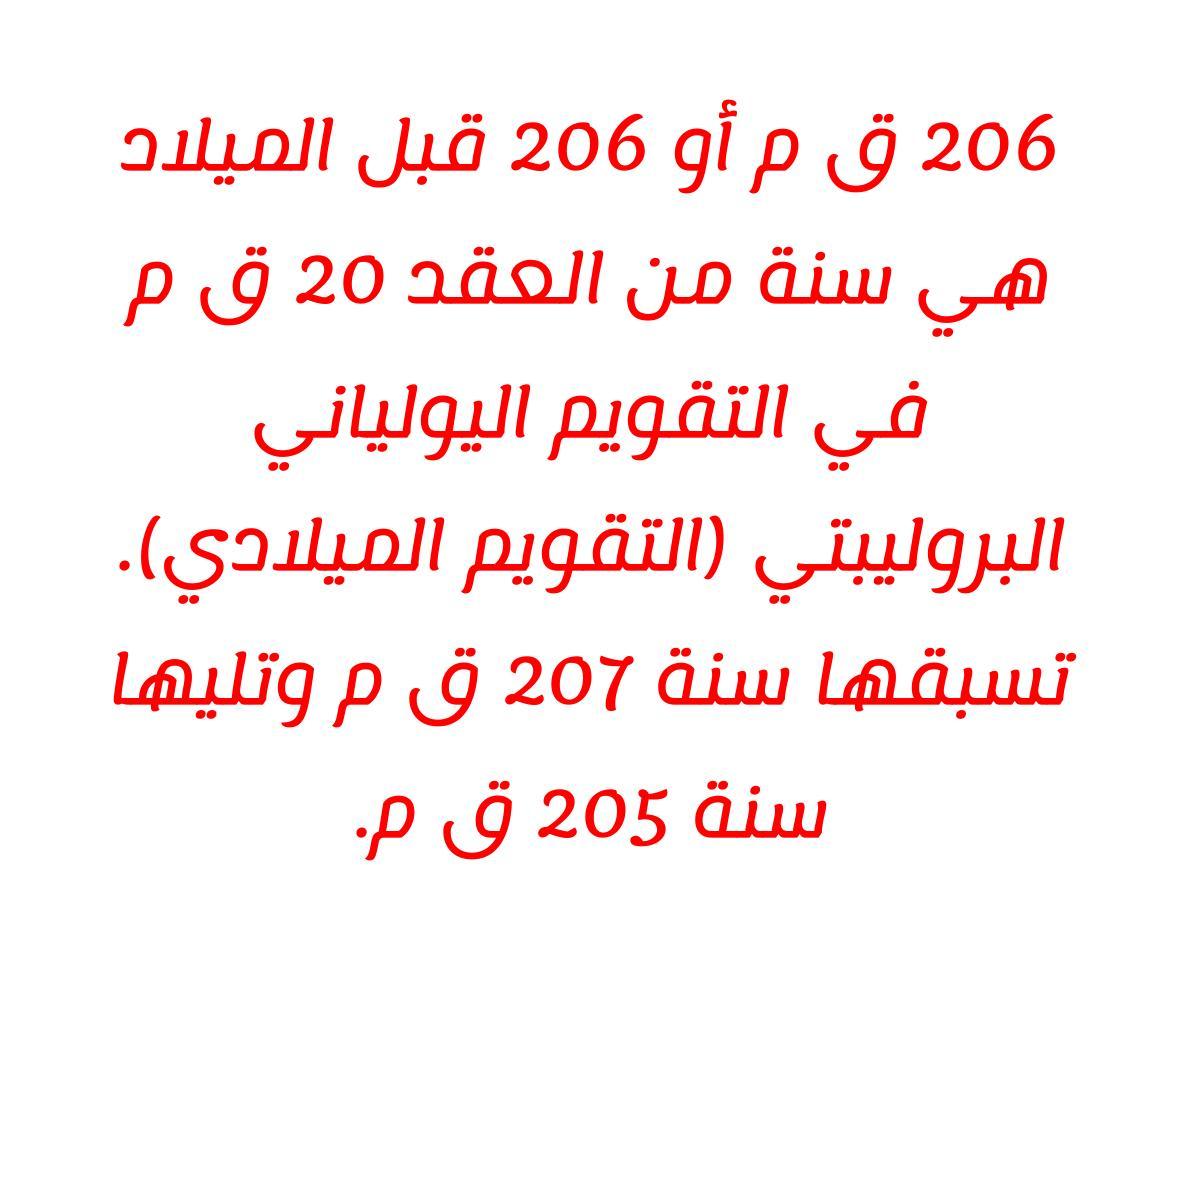 206 ق م أو 206 قبل الميلاد
هي سنة من العقد 20 ق م
في التقويم اليولياني
البروليبتي (التقويم الميلادي).
تسبقها سنة 207 ق م وتليها
سنة 205 ق م.